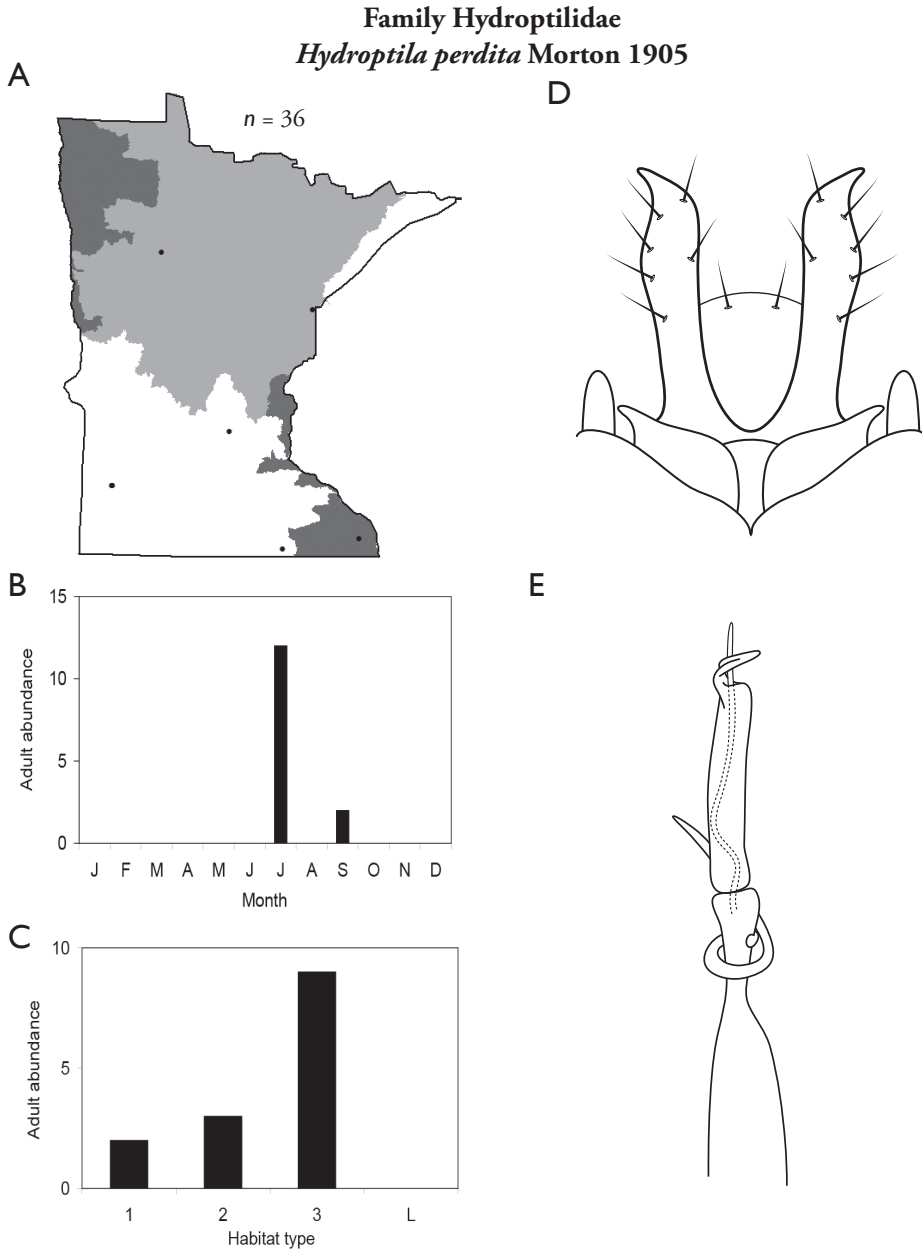 Family Hydroptilidae
Hydroptila perdita Morton 1905
A
n = 36
D
B
15
10
5
0
Adult abundance
J F M A M J J A S O N D
Month
E
C
10
5
0
Adult abundance
1 2 3 L
Habitat type